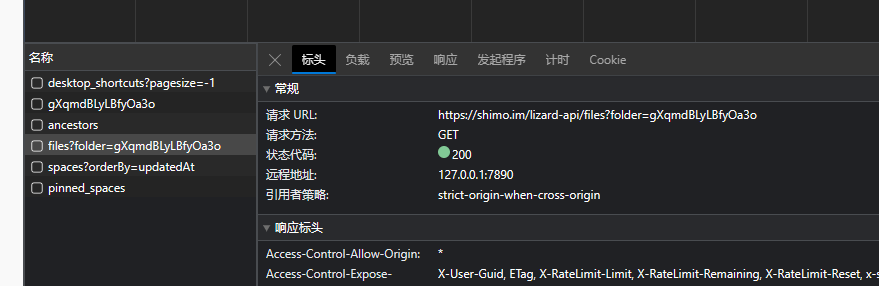 名称
desktop_shortcuts?pagesize=-1
gXqmdBLyLBfyOa3o
ancestors
files?folder=gXqmdBLyLBfyOa3o
spaces?orderBy=updatedAt
pinned_spaces
标头 负载 预览 响应 发起程序 计时 Cookie
常规
请求 URL: https://shimo.im/lizard-api/files?folder=gXqmdBLyLBfyOa3o
请求方法: GET
状态代码: 200
远程地址: 127.0.0.1:7890
引用者策略: strict-origin-when-cross-origin
响应标头
Access-Control-Allow-Origin: *
Access-Control-Expose- X-User-Guid, ETag, X-RateLimit-Limit, X-RateLimit-Remaining, X-RateLimit-Reset, x-s